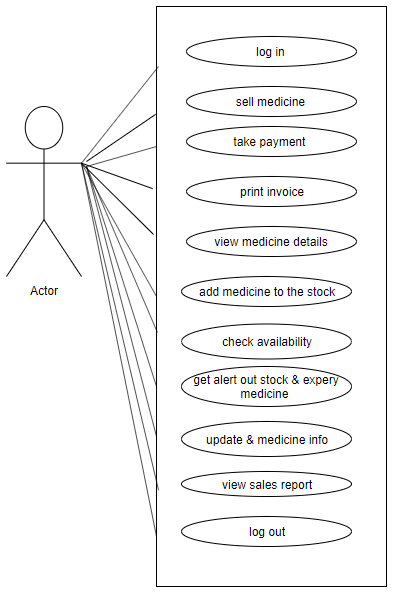 log in
sell medicine
take payment
print invoice
view medicine details
Actor
add medicine to the stock
check availability
get alert out stock & expery
medicine
update & medicine info
view sales report
log out